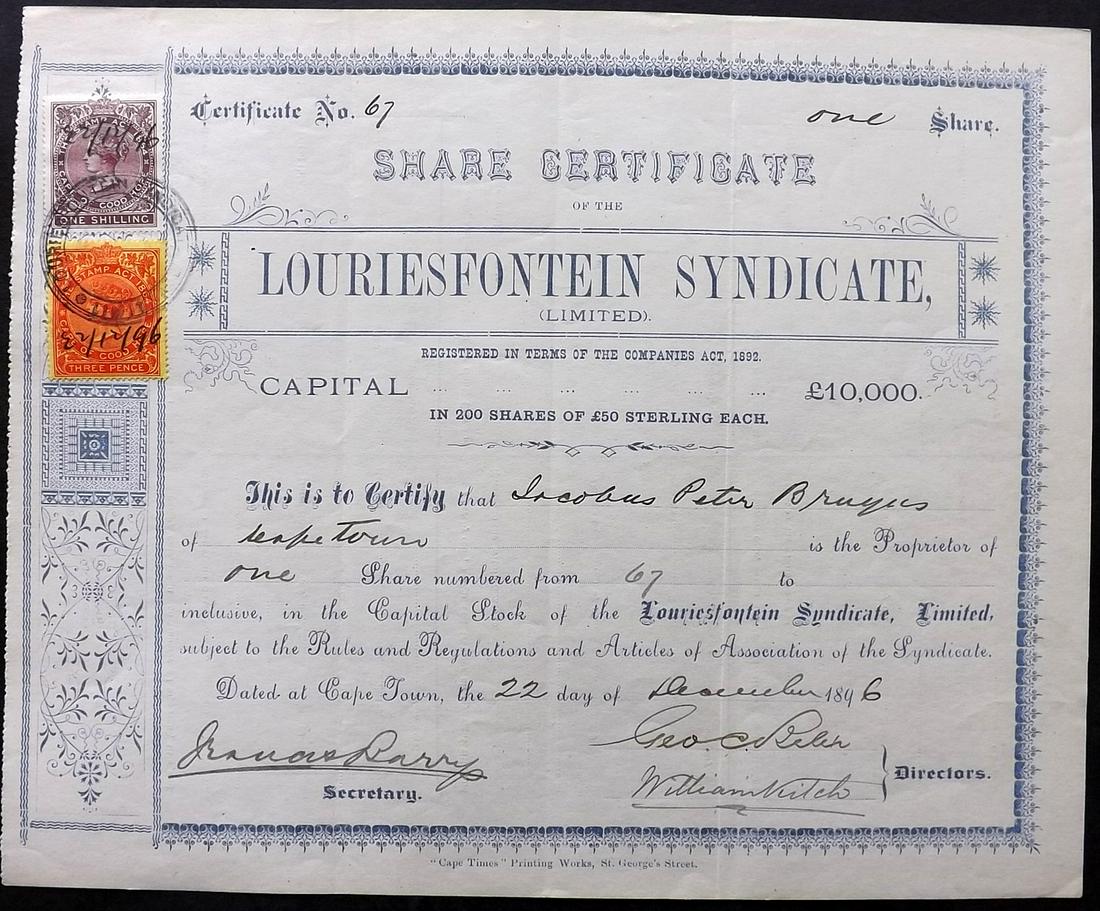 Certificate No. 67
one Share.
SHARE CERTIFICATE
OF THE
LOURIESFONTEIN SYNDICATE,
(LIMITED).
REGISTERED IN TERMS OF THE COMPANIES ACT, 1892.
CAPITAL ... ... ... ... ... ... £10,000.
IN 200 SHARES OF £50 STERLING EACH.
This is to Certify that Jacobus Peter
of Cape Town is the Proprietor of
one Share numbered from 67 to
inclusive, in the Capital Stock of the Louriesfontein Syndicate, Limited,
subject to the Rules and Regulations and Articles of Association of the Syndicate.
Dated at Cape Town, the 22 day of December 1896
Francis Barry
Secretary.
Geo. C
William Kitch
Directors.
"Cape Times" Printing Works, St. George's Street.
ONE SHILLING
STAMP ACT
THREE PENCE